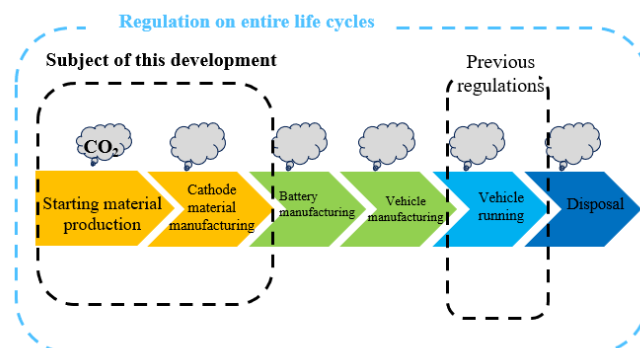 Regulation on entire life cycles
Subject of this development
Previous
regulations
CO2
Starting material
production
Cathode
material
manufacturing
Battery
manufacturing
Vehicle
manufacturing
Vehicle
running
Disposal